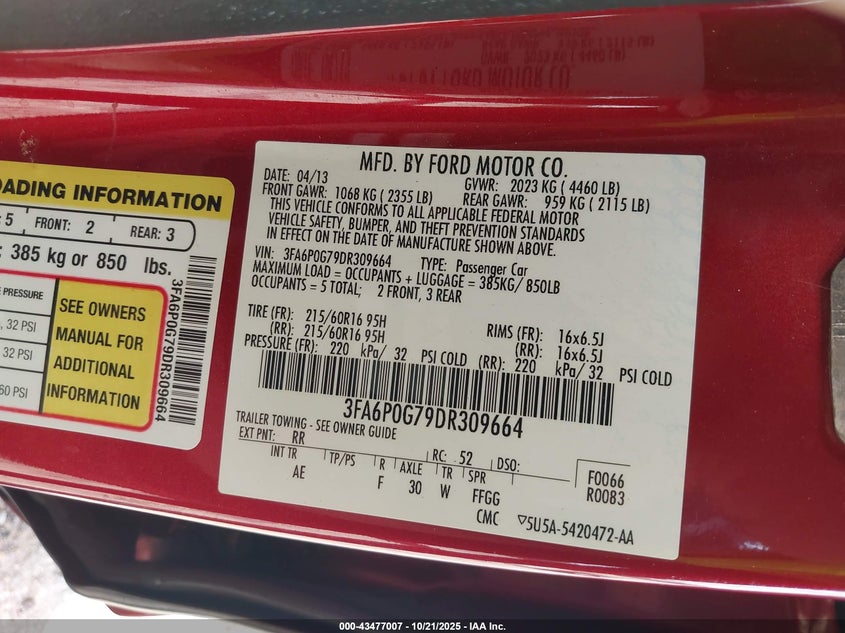 OADING INFORMATION
: 5 FRONT: 2 REAR: 3
: 385 kg or 850 lbs.
PRESSURE
, 32 PSI
32 PSI
60 PSI
SEE OWNERS
MANUAL FOR
ADDITIONAL
INFORMATION
3FA6P0G79DR309664
MFD. BY FORD MOTOR CO.
DATE: 04/13 GVWR: 2023 KG ( 4460 LB)
FRONT GAWR: 1068 KG ( 2355 LB) REAR GAWR: 959 KG ( 2115 LB)
THIS VEHICLE CONFORMS TO ALL APPLICABLE FEDERAL MOTOR
VEHICLE SAFETY, BUMPER, AND THEFT PREVENTION STANDARDS
IN EFFECT ON THE DATE OF MANUFACTURE SHOWN ABOVE.
VIN: 3FA6P0G79DR309664 TYPE: Passenger Car
MAXIMUM LOAD = OCCUPANTS + LUGGAGE = 385KG/ 850LB
OCCUPANTS = 5 TOTAL; 2 FRONT, 3 REAR
TIRE (FR): 215/60R16 95H RIMS (FR): 16x6.5J
(RR): 215/60R16 95H (RR): 16x6.5J
PRESSURE (FR): 220 kPa/ 32 PSI COLD (RR): 220 kPa/ 32 PSI COLD
3FA6P0G79DR309664
TRAILER TOWING - SEE OWNER GUIDE
EXT PNT: RR RC: 52 DSO: F0066
INT TR TP/PS R AXLE TR SPR R0083
AE F 30 W FFGG
CMC 5U5A-5420472-AA
000-43477007 - 10/21/2025 - IAA Inc.